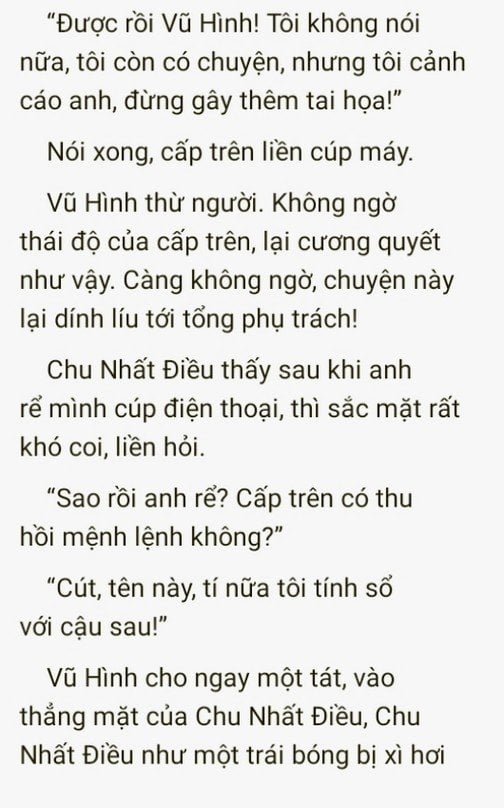 “Được rồi Vũ Hình! Tôi không nói
nữa, tôi còn có chuyện, nhưng tôi cảnh
cáo anh, đừng gây thêm tai họa!”
Nói xong, cấp trên liền cúp máy.
Vũ Hình thừ người. Không ngờ
thái độ của cấp trên, lại cương quyết
như vậy. Càng không ngờ, chuyện này
lại dính líu tới tổng phụ trách!
Chu Nhất Điều thấy sau khi anh
rể mình cúp điện thoại, thì sắc mặt rất
khó coi, liền hỏi.
“Sao rồi anh rể? Cấp trên có thu
hồi mệnh lệnh không?”
“Cút, tên này, tí nữa tôi tính sổ
với cậu sau!”
Vũ Hình cho ngay một tát, vào
thẳng mặt của Chu Nhất Điều, Chu
Nhất Điều như một trái bóng bị xì hơi